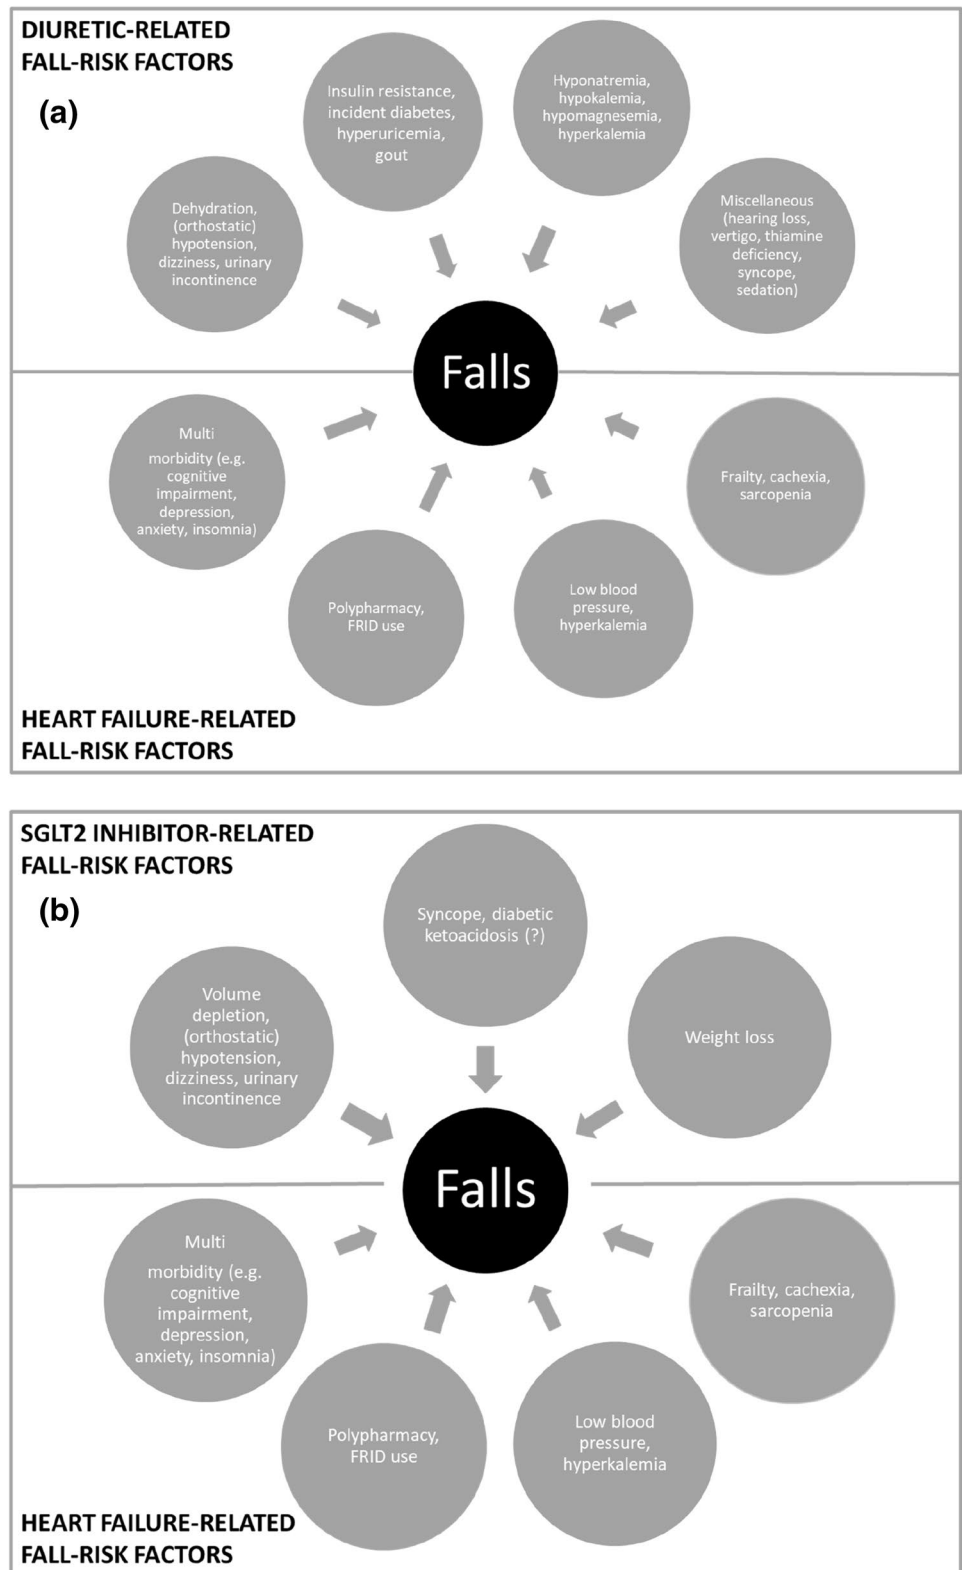 DIURETIC-RELATED
FALL-RISK FACTORS
(a)
Insulin resistance,
incident diabetes,
hyperuricemia,
gout
Hyponatremia,
hypokalemia,
hypomagnesemia,
hyperkalemia
Dehydration,
(orthostatic)
hypotension,
dizziness, urinary
incontinence
Miscellaneous
(hearing loss,
vertigo, thiamine
deficiency,
syncope,
sedation)
Falls
Multi
morbidity (e.g.
cognitive
impairment,
depression,
anxiety, insomnia)
Frailty, cachexia,
sarcopenia
Polypharmacy,
FRID use
Low blood
pressure,
hyperkalemia
HEART FAILURE-RELATED
FALL-RISK FACTORS
SGLT2 INHIBITOR-RELATED
FALL-RISK FACTORS
(b)
Syncope, diabetic
ketoacidosis (?)
Volume
depletion,
(orthostatic)
hypotension,
dizziness, urinary
incontinence
Weight loss
Falls
Multi
morbidity (e.g.
cognitive
impairment,
depression,
anxiety, insomnia)
Frailty, cachexia,
sarcopenia
Polypharmacy,
FRID use
Low blood
pressure,
hyperkalemia
HEART FAILURE-RELATED
FALL-RISK FACTORS